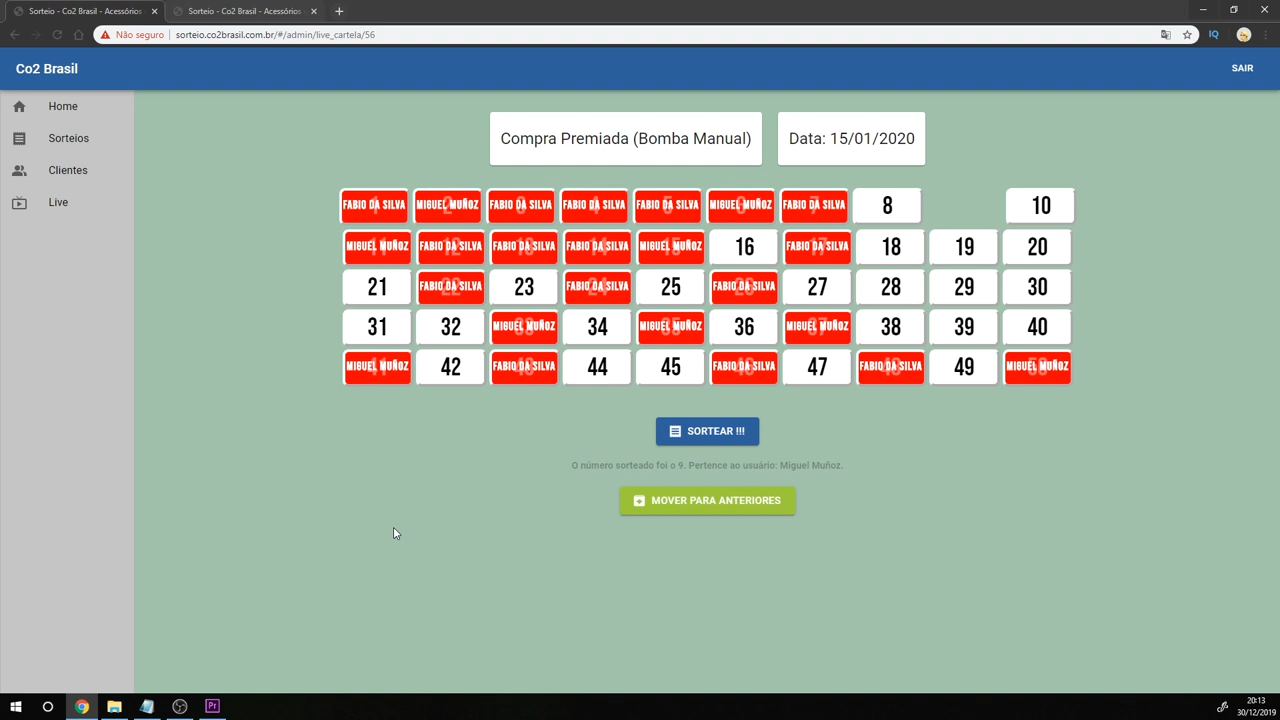 Sorteio - Co2 Brasil - Acessórios
Sorteio - Co2 Brasil - Acessórios
Não seguro
sorteio.co2brasil.com.br/#/admin/live_cartela/56
IQ
Co2 Brasil
SAIR
Home
Sorteios
Clientes
Live
Compra Premiada (Bomba Manual)
Data: 15/01/2020
FABIO DA SILVA MIGUEL MUÑOZ FABIO DA SILVA FABIO DA SILVA FABIO DA SILVA MIGUEL MUÑOZ FABIO DA SILVA 8 10
MIGUEL MUÑOZ FABIO DA SILVA FABIO DA SILVA FABIO DA SILVA MIGUEL MUÑOZ 16 FABIO DA SILVA 18 19 20
21 FABIO DA SILVA 23 FABIO DA SILVA 25 FABIO DA SILVA 27 28 29 30
31 32 MIGUEL MUÑOZ 34 MIGUEL MUÑOZ 36 MIGUEL MUÑOZ 38 39 40
MIGUEL MUÑOZ 42 FABIO DA SILVA 44 45 FABIO DA SILVA 47 FABIO DA SILVA 49 MIGUEL MUÑOZ
SORTEAR !!!
O número sorteado foi o 9. Pertence ao usuário: Miguel Muñoz.
MOVER PARA ANTERIORES
Pr
20:13
30/12/2019